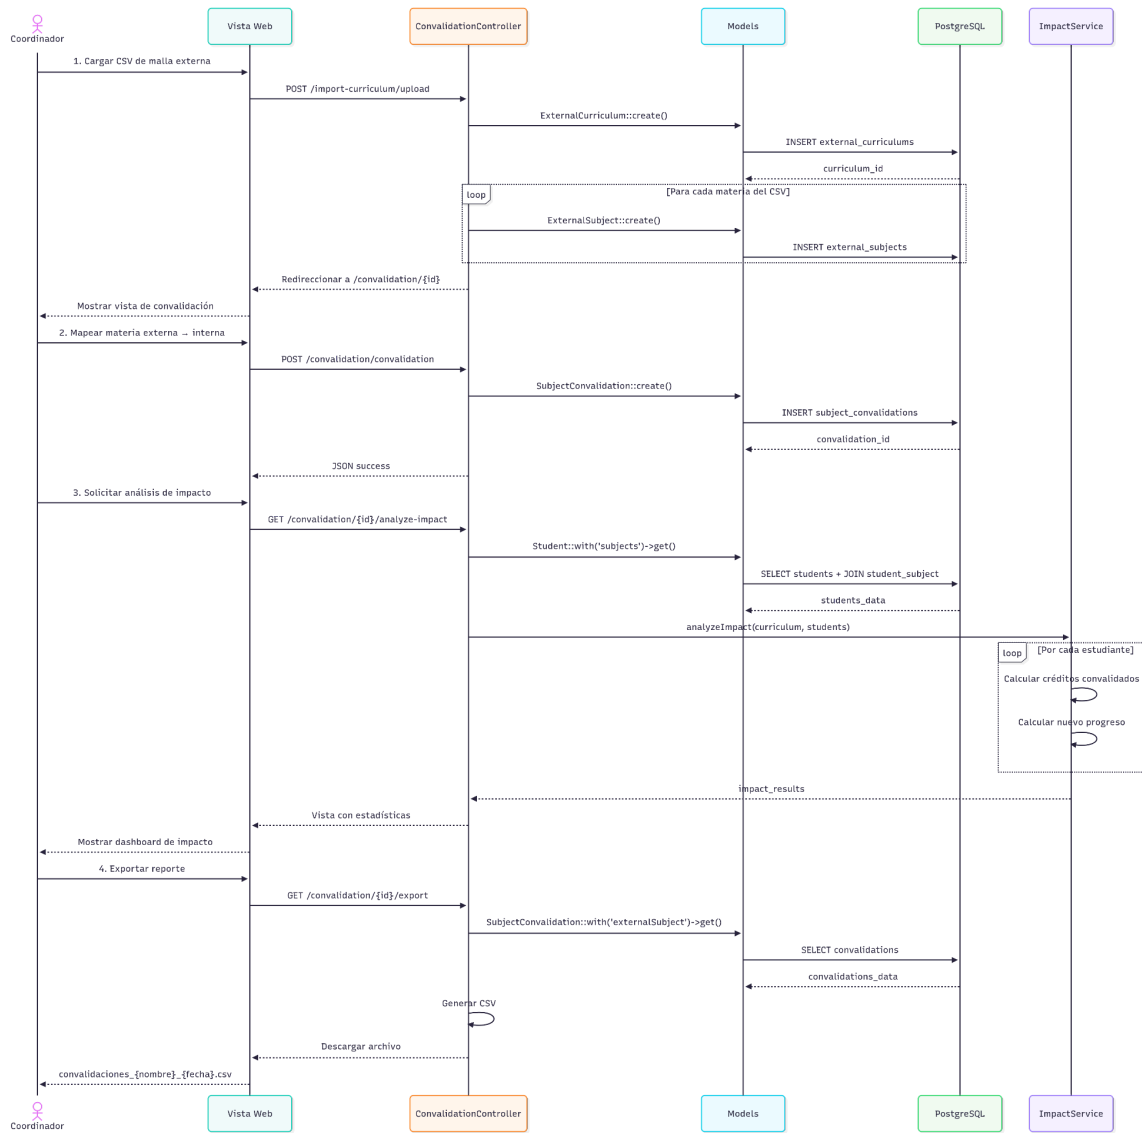 Coordinador
Vista Web
ConvalidationController
Models
PostgreSQL
ImpactService
1. Cargar CSV de malla externa
POST /import-curriculum/upload
ExternalCurriculum::create()
INSERT external_curriculums
curriculum_id
loop
[Para cada materia del CSV]
ExternalSubject::create()
INSERT external_subjects
Redireccionar a /convalidation/{id}
Mostrar vista de convalidación
2. Mapear materia externa → interna
POST /convalidation/convalidation
SubjectConvalidation::create()
INSERT subject_convalidations
convalidation_id
JSON success
3. Solicitar análisis de impacto
GET /convalidation/{id}/analyze-impact
Student::with('subjects')->get()
SELECT students + JOIN student_subject
students_data
analyzeImpact(curriculum, students)
loop
[Por cada estudiante]
Calcular créditos convalidados
Calcular nuevo progreso
impact_results
Vista con estadísticas
Mostrar dashboard de impacto
4. Exportar reporte
GET /convalidation/{id}/export
SubjectConvalidation::with('externalSubject')->get()
SELECT convalidations
convalidations_data
Generar CSV
Descargar archivo
convalidaciones_{nombre}_{fecha}.csv
Coordinador
Vista Web
ConvalidationController
Models
PostgreSQL
ImpactService